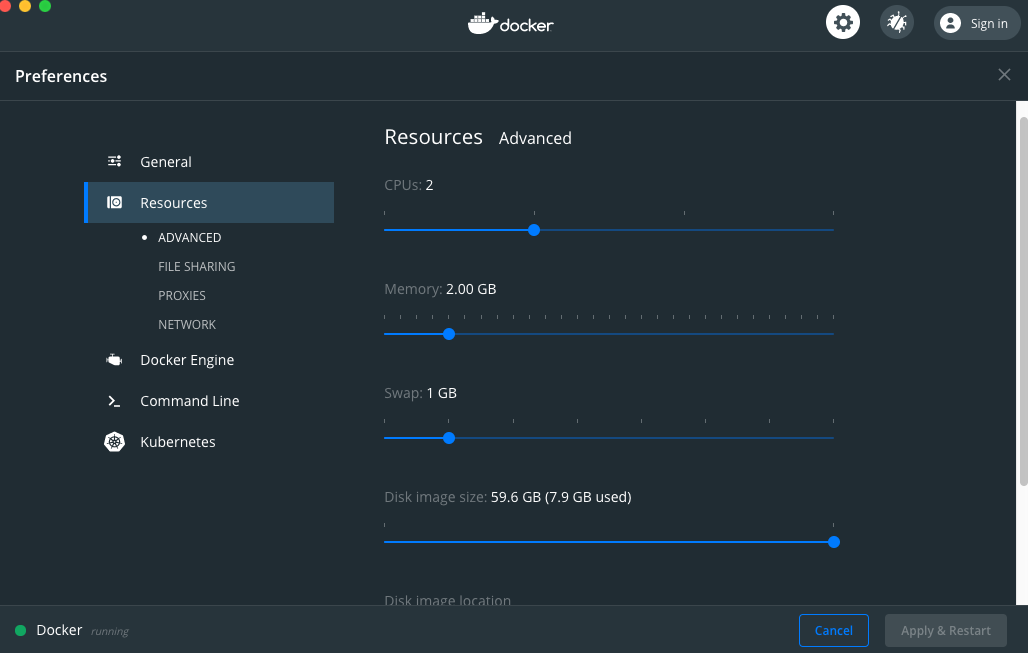 docker
Sign in
Preferences
Resources Advanced
General
CPUs: 2
Resources
ADVANCED
FILE SHARING
PROXIES
NETWORK
Memory: 2.00 GB
Docker Engine
Command Line
Kubernetes
Swap: 1 GB
Disk image size: 59.6 GB (7.9 GB used)
Disk image location
Docker running
Cancel
Apply & Restart